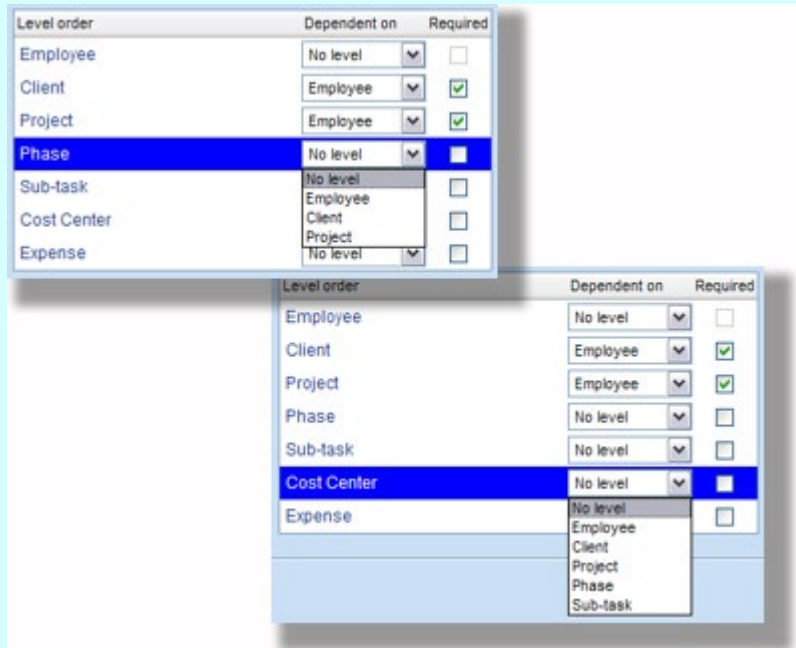 Level order Dependent on Required
Employee No level
Client Employee
Project Employee
Phase No level
No level
Sub-task
Employee
Cost Center Client
Project
Expense No level
Level order Dependent on Required
Employee No level
Client Employee
Project Employee
Phase No level
Sub-task No level
Cost Center No level
No level
Expense Employee
Client
Project
Phase
Sub-task